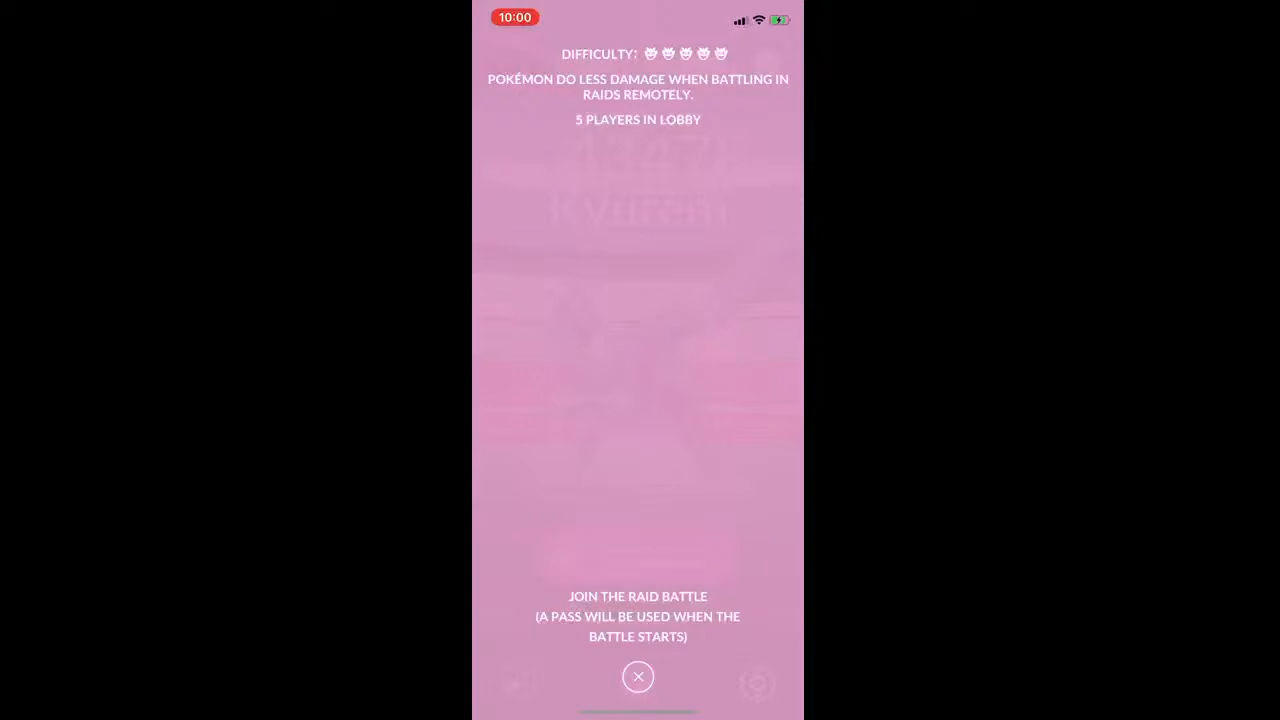 10:00
DIFFICULTY:
POKÉMON DO LESS DAMAGE WHEN BATTLING IN
RAIDS REMOTELY.
5 PLAYERS IN LOBBY
Kyurem
JOIN THE RAID BATTLE
(A PASS WILL BE USED WHEN THE
BATTLE STARTS)